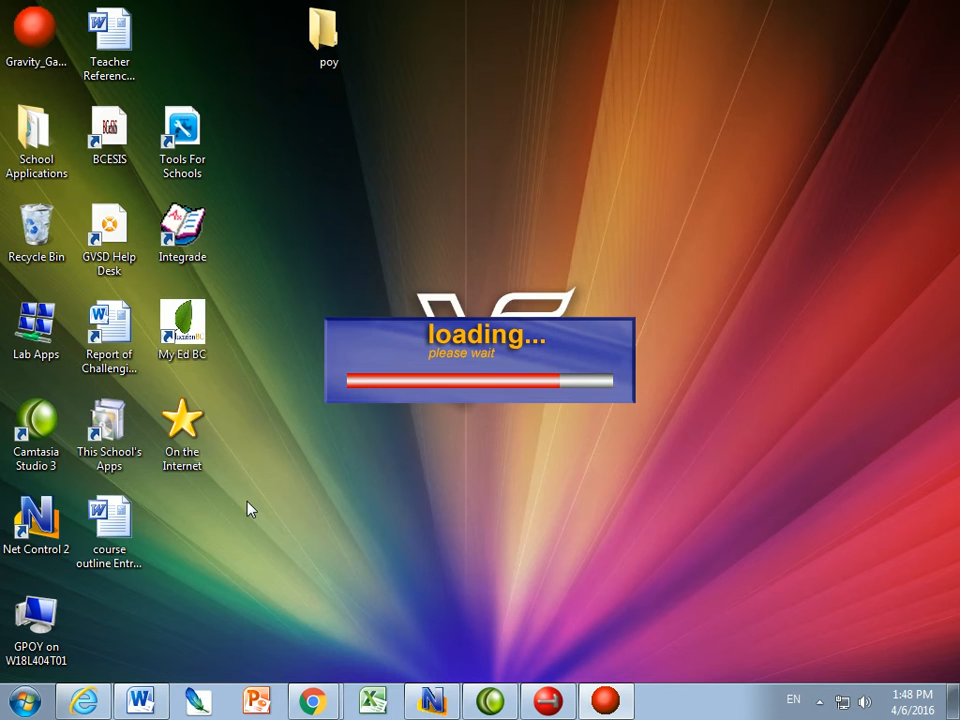 Gravity_Ga...
Teacher
Referenc...
poy
School
Applications
BCESIS
BCESIS
Tools For
Schools
Recycle Bin
GVSD Help
Desk
Integrade
Lab Apps
Report of
Challengi...
My Ed BC
loading...
please wait
Camtasia
Studio 3
This School's
Apps
On the
Internet
Net Control 2
course
outline Entr...
GPOY on
W18L404T01
EN
1:48 PM
4/6/2016